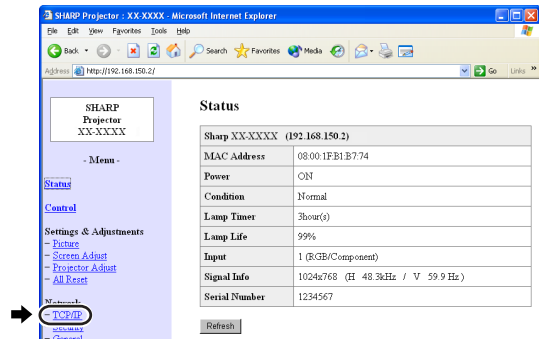 SHARP Projector : XX-XXXX - Microsoft Internet Explorer
File Edit View Favorites Tools Help
Back Search Favorites Media
Address http://192.168.150.2/ Go Links »
SHARP
Projector
XX-XXXX
- Menu -
Status
Control
Settings & Adjustments
- Picture
- Screen Adjust
- Projector Adjust
- All Reset
Network
- TCP/IP
- Security
- General
Status
Sharp XX-XXXX (192.168.150.2)
MAC Address 08:00:1F:B1:B7:74
Power ON
Condition Normal
Lamp Timer 3hour(s)
Lamp Life 99%
Input 1 (RGB/Component)
Signal Info 1024x768 (H 48.3kHz / V 59.9 Hz)
Serial Number 1234567
Refresh